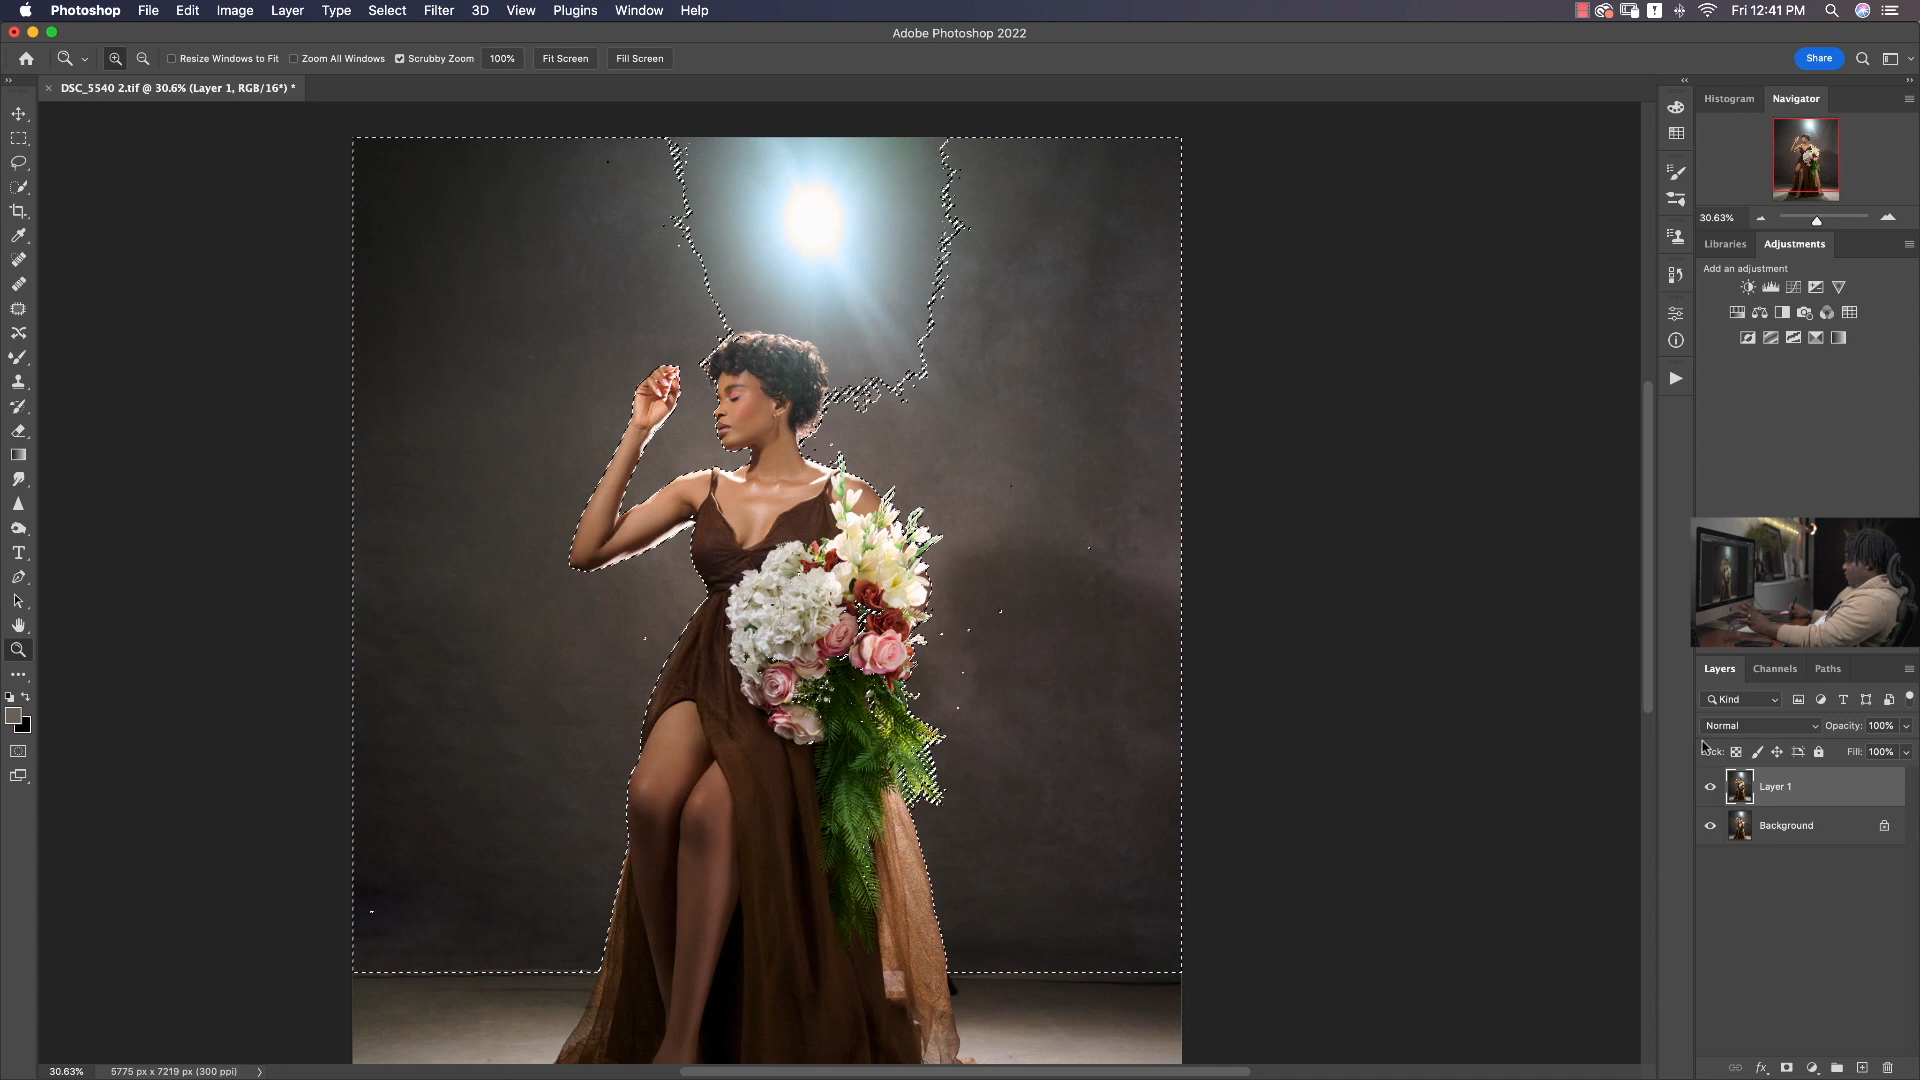 Photoshop File Edit Image Layer Type Select Filter 3D View Plugins Window Help Fri 12:41 PM
Adobe Photoshop 2022
Resize Windows to Fit Zoom All Windows Scrubby Zoom 100% Fit Screen Fill Screen Share
DSC_5540 2.tif @ 30.6% (Layer 1, RGB/16*) *
Histogram Navigator
30.63%
Libraries Adjustments
Add an adjustment
Layers Channels Paths
Kind
Normal Opacity: 100%
Fill: 100%
Layer 1
Background
30.63% 5775 px x 7219 px (300 ppi)